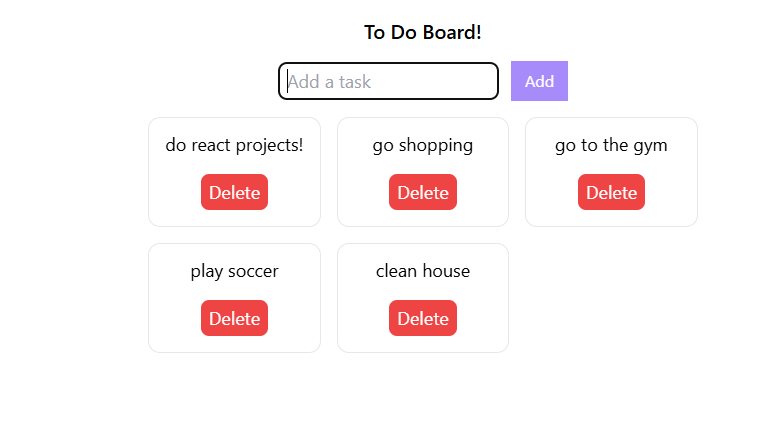 To Do Board!
Add a task
Add
do react projects!
go shopping
go to the gym
Delete
Delete
Delete
play soccer
clean house
Delete
Delete